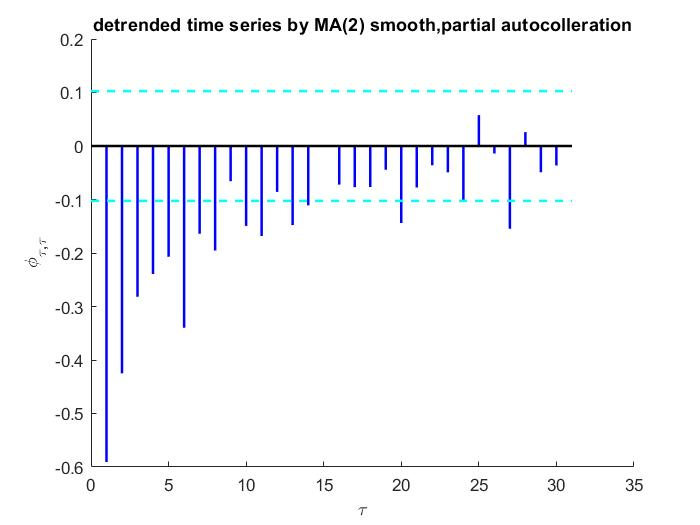 detrended time series by MA(2) smooth,partial autocolleration
0.2
0.1
0
-0.1
-0.2
-0.3
-0.4
-0.5
-0.6
ϕτ,τ
0 5 10 15 20 25 30 35
τ